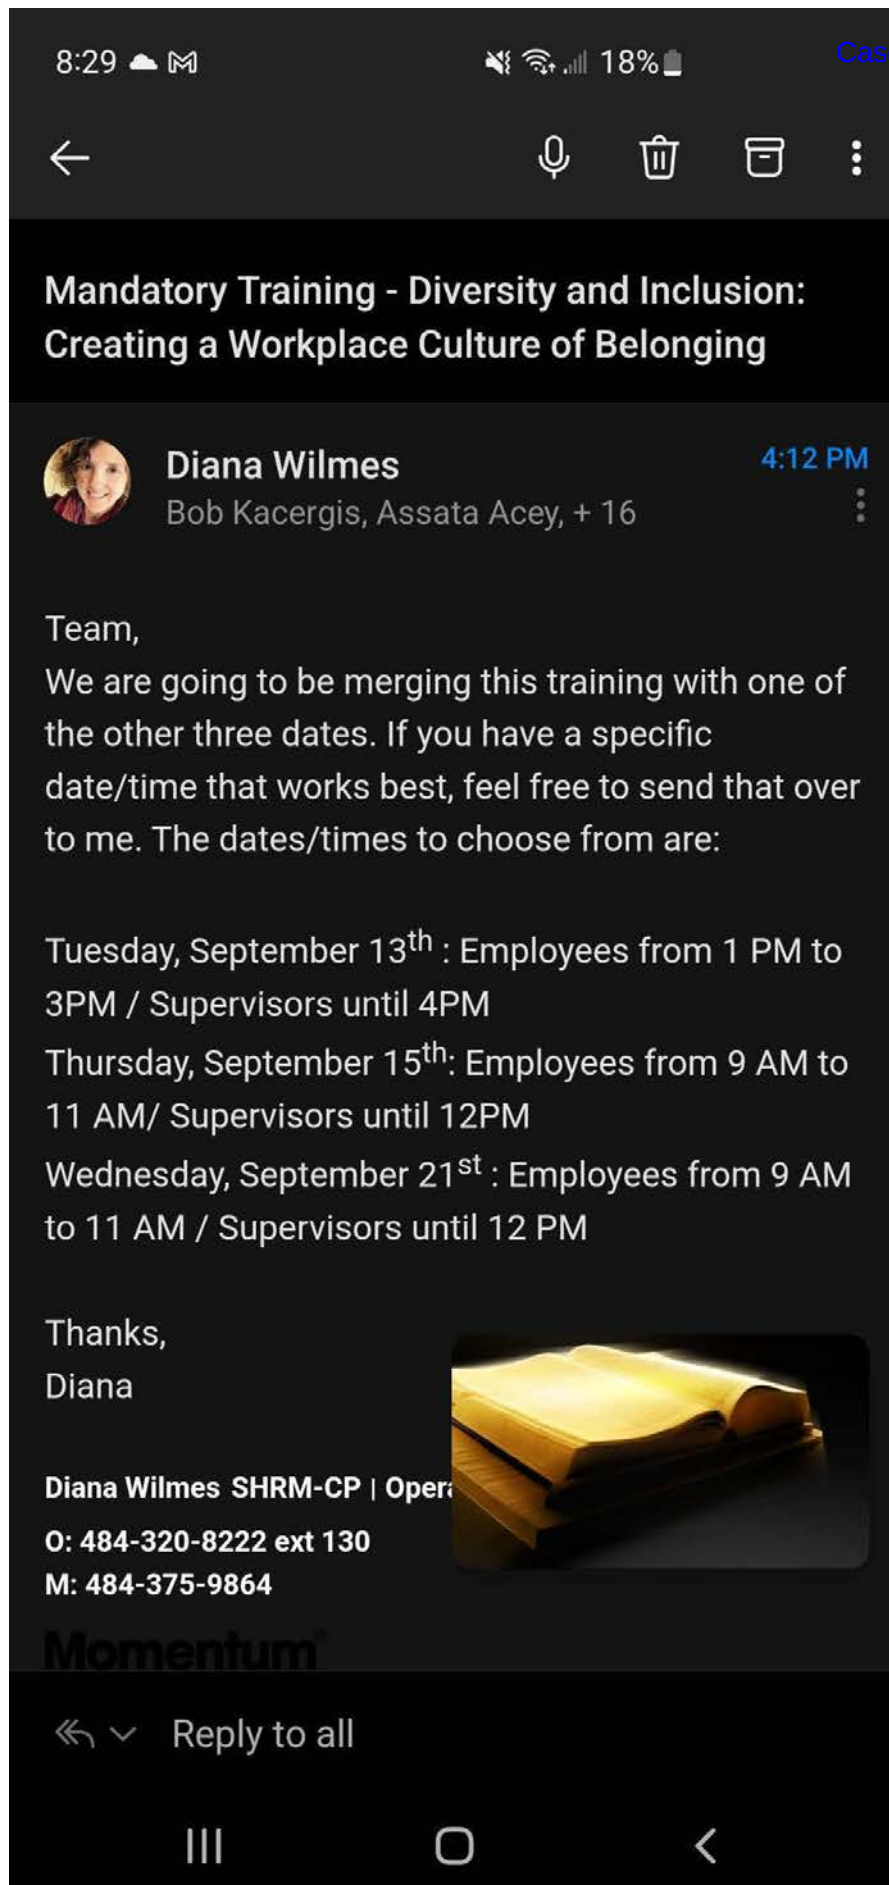 8:29 18%
Cas
Mandatory Training - Diversity and Inclusion:
Creating a Workplace Culture of Belonging
Diana Wilmes 4:12 PM
Bob Kacergis, Assata Acey, + 16
Team,
We are going to be merging this training with one of
the other three dates. If you have a specific
date/time that works best, feel free to send that over
to me. The dates/times to choose from are:
Tuesday, September 13th : Employees from 1 PM to
3PM / Supervisors until 4PM
Thursday, September 15th: Employees from 9 AM to
11 AM/ Supervisors until 12PM
Wednesday, September 21st : Employees from 9 AM
to 11 AM / Supervisors until 12 PM
Thanks,
Diana
Diana Wilmes SHRM-CP | Opera
O: 484-320-8222 ext 130
M: 484-375-9864
Momentum®
Reply to all